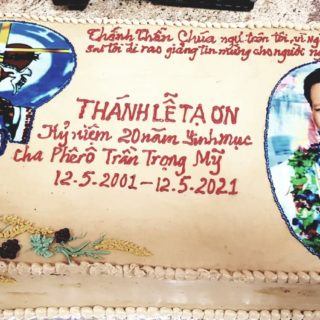 Thánh Thần Chúa ngự trên tôi, vì ng
sai tôi đi rao giảng tin mừng cho người n
THÁNH LỄ TẠ ƠN
Kỷ niệm 20 năm Linh mục
cha Phêrô Trần Trọng Mỹ
12.5.2001 - 12.5.2021